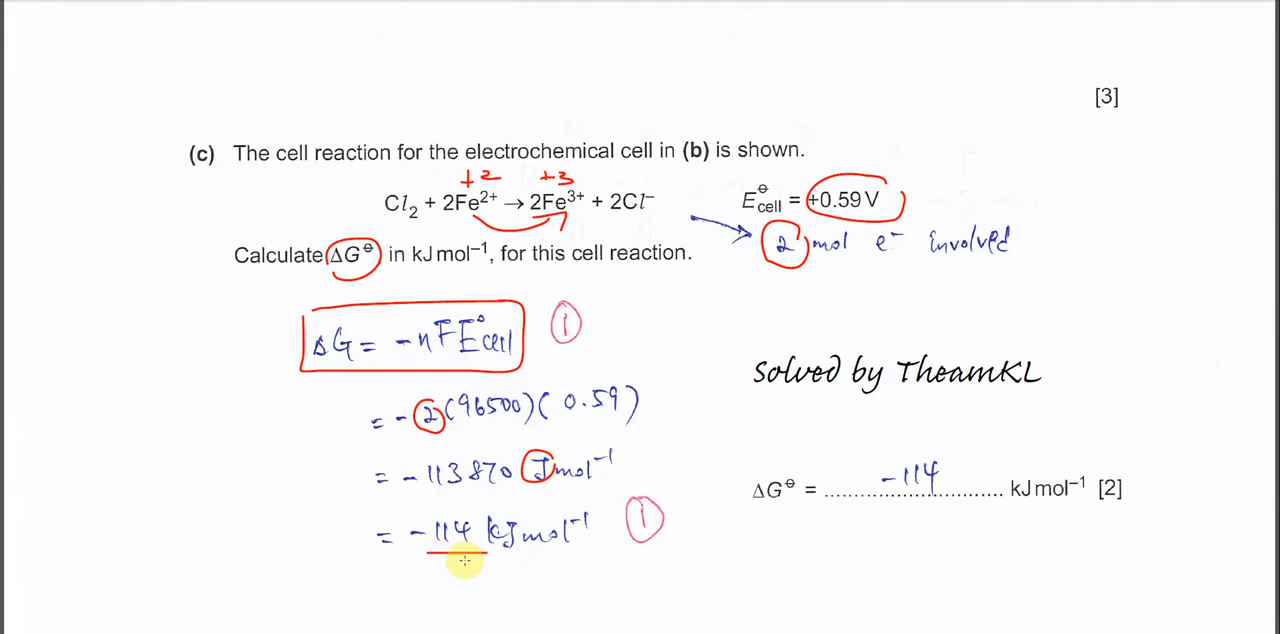 [3]
(c) The cell reaction for the electrochemical cell in (b) is shown.
+2 +3
Cl₂ + 2Fe²⁺ → 2Fe³⁺ + 2Cl⁻ E⦵cell = +0.59 V
2 mol e⁻ involved
Calculate ΔG⦵ in kJ mol⁻¹, for this cell reaction.
ΔG = -nFE°cell ①
Solved by TheamKL
= -2(96500)(0.59)
= -113870 Jmol⁻¹
ΔG⦵ = ........-114........ kJ mol⁻¹ [2]
= -114 kJmol⁻¹ ①